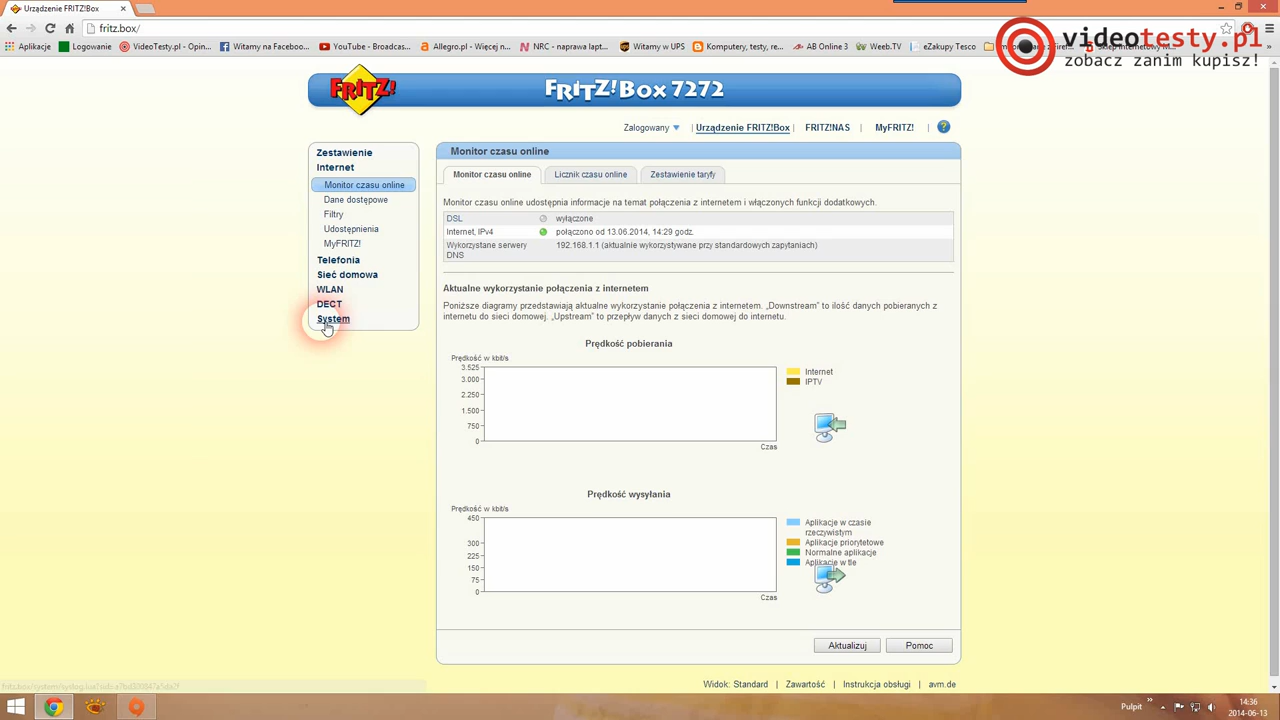 Urządzenie FRITZ!Box
fritz.box/
Aplikacje
Logowanie
VideoTesty.pl - Opin...
Witamy na Facebo...
YouTube - Broadcas...
Allegro.pl - Więcej n...
NRC - naprawa lapt...
Witamy w UPS
Komputery, testy, re...
AB Online 3
Weeb.TV
eZakupy Tesco
videotesty.pl
zobacz zanim kupisz!
FRITZ!
FRITZ!Box 7272
Zalogowany
Urządzenie FRITZ!Box
FRITZ!NAS
MyFRITZ!
Zestawienie
Internet
Monitor czasu online
Dane dostępowe
Filtry
Udostępnienia
MyFRITZ!
Telefonia
Sieć domowa
WLAN
DECT
System
Monitor czasu online
Monitor czasu online
Licznik czasu online
Zestawienie taryfy
Monitor czasu online udostępnia informacje na temat połączenia z internetem i włączonych funkcji dodatkowych.
DSL wyłączone
Internet, IPv4 połączono od 13.06.2014, 14:29 godz.
Wykorzystane serwery 192.168.1.1 (aktualnie wykorzystywane przy standardowych zapytaniach)
DNS
Aktualne wykorzystanie połączenia z internetem
Poniższe diagramy przedstawiają aktualne wykorzystanie połączenia z internetem. „Downstream” to ilość danych pobieranych z
internetu do sieci domowej. „Upstream” to przepływ danych z sieci domowej do internetu.
Prędkość pobierania
Prędkość w kbit/s
3.525
3.000
2.250
1.500
750
0
Czas
Internet
IPTV
Prędkość wysyłania
Prędkość w kbit/s
450
300
225
150
75
0
Czas
Aplikacje w czasie
rzeczywistym
Aplikacje priorytetowe
Normalne aplikacje
Aplikacje w tle
Aktualizuj
Pomoc
Widok: Standard | Zawartość | Instrukcja obsługi | avm.de
Pulpit
14:36
2014-06-13